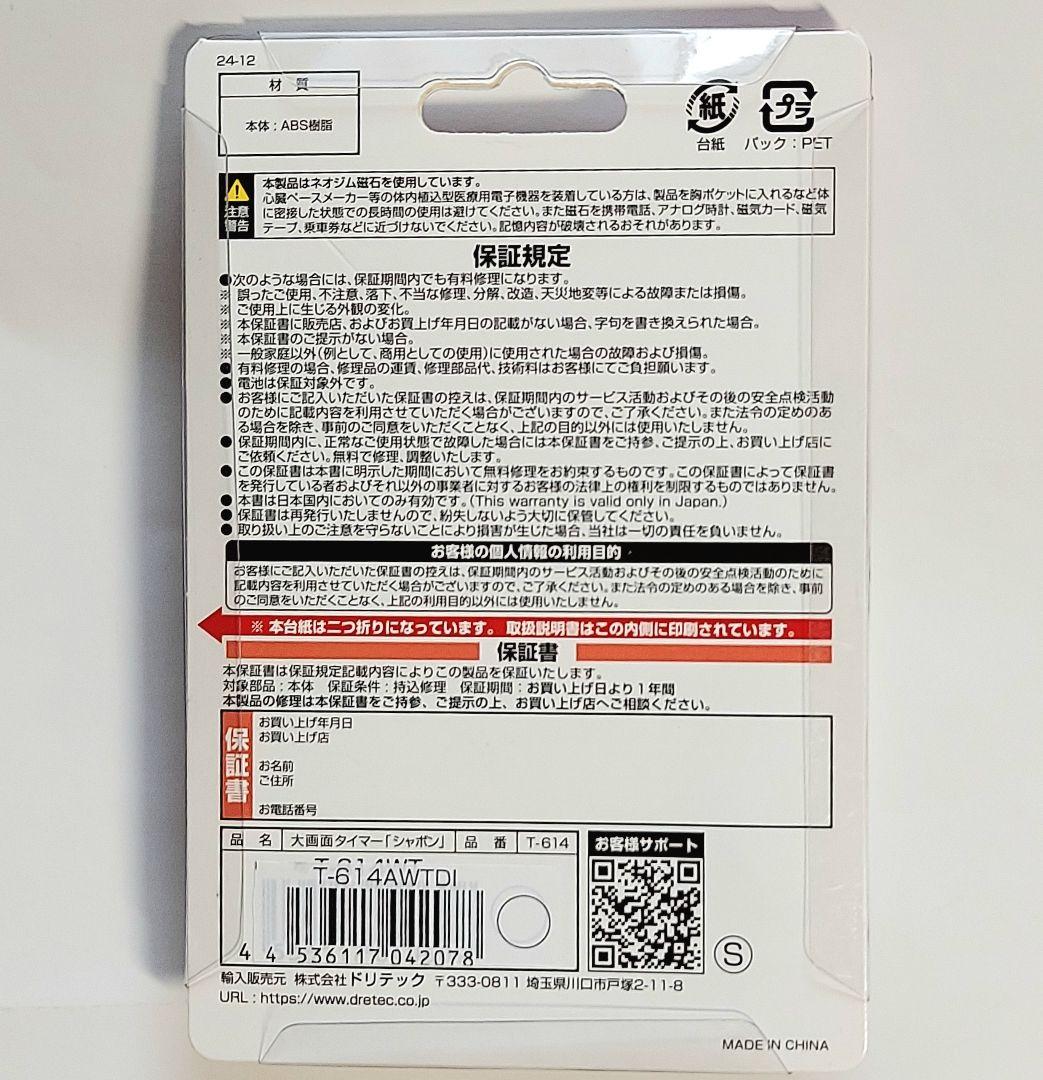 24-12
材 質
本体：ABS樹脂
紙
プラ
台紙 パック：PET
注意
警告
本製品はネオジム磁石を使用しています。
心臓ペースメーカー等の体内植込型医療用電子機器を装着している方は、製品を胸ポケットに入れるなど体
に密接した状態での長時間の使用は避けてください。また磁石を携帯電話、アナログ時計、磁気カード、磁気
テープ、乗車券などに近づけないでください。記憶内容が破壊されるおそれがあります。
保証規定
●次のような場合には、保証期間内でも有料修理になります。
※ 誤ったご使用、不注意、落下、不当な修理、分解、改造、天災地変等による故障または損傷。
※ ご使用上に生じる外観の変化。
※ 本保証書に販売店、およびお買上げ年月日の記載がない場合、字句を書き換えられた場合。
※ 本保証書のご提示がない場合。
※ 一般家庭以外(例として、商用としての使用)に使用された場合の故障および損傷。
● 有料修理の場合、修理品の運賃、修理部品代、技術料はお客様にてご負担願います。
● 電池は保証対象外です。
● お客様にご記入いただいた保証書の控えは、保証期間内のサービス活動およびその後の安全点検活動
のために記載内容を利用させていただく場合がございますので、ご了承ください。また法令の定めのあ
る場合を除き、事前のご同意をいただくことなく、上記の目的以外には使用いたしません。
● 保証期間内に、正常なご使用状態で故障した場合には本保証書をご持参、ご提示の上、お買い上げ店に
ご依頼ください。無料で修理、調整いたします。
● この保証書は本書に明示した期間において無料修理をお約束するものです。この保証書によって保証書
を発行している者およびそれ以外の事業者に対するお客様の法律上の権利を制限するものではありません。
● 本書は日本国内においてのみ有効です。(This warranty is valid only in Japan.)
● 保証書は再発行いたしませんので、紛失しないよう大切に保管してください。
● 取り扱い上のご注意を守らないことにより損害が生じた場合、当社は一切の責任を負いません。
お客様の個人情報の利用目的
お客様にご記入いただいた保証書の控えは、保証期間内のサービス活動およびその後の安全点検活動のために
記載内容を利用させていただく場合がございますので、ご了承ください。また法令の定めのある場合を除き、事前
のご同意をいただくことなく、上記の利用目的以外には使用いたしません。
※ 本台紙は二つ折りになっています。 取扱説明書はこの内側に印刷されています。
保証書
本保証書は保証規定記載内容によりこの製品を保証いたします。
対象部品：本体 保証条件：持込修理 保証期間：お買い上げ日より1年間
本製品の修理は本保証書をご持参、ご提示の上、お買い上げ店へご相談ください。
保証書
お買い上げ年月日
お買い上げ店
お名前
ご住所
お電話番号
品 名 大画面タイマー「シャボン」 品 番 T-614
お客様サポート
T-614AWTDI
4 4 536117 042078
S
輸入販売元 株式会社ドリテック 〒333-0811 埼玉県川口市戸塚2-11-8
URL：https://www.dretec.co.jp
MADE IN CHINA